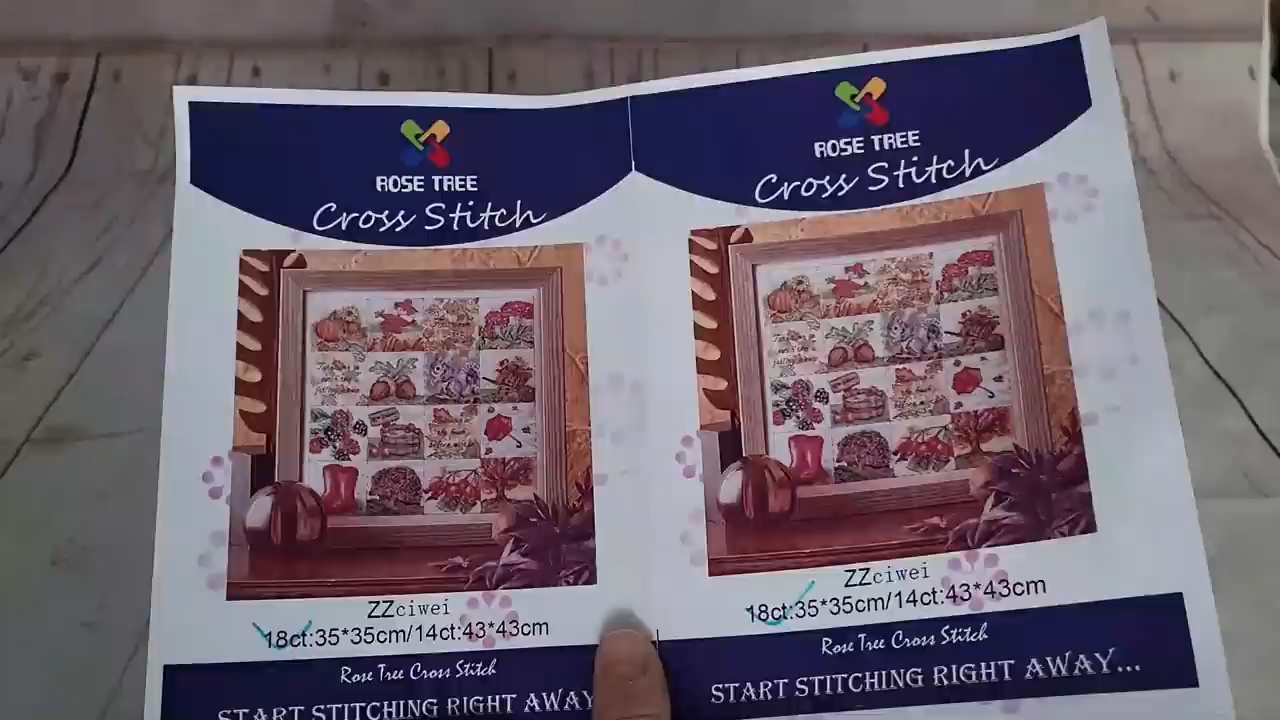 ROSE TREE
Cross Stitch
ZZciwei
18ct:35*35cm/14ct:43*43cm
Rose Tree Cross Stitch
START STITCHING RIGHT AWAY
ROSE TREE
Cross Stitch
ZZciwei
18ct:35*35cm/14ct:43*43cm
Rose Tree Cross Stitch
START STITCHING RIGHT AWAY...